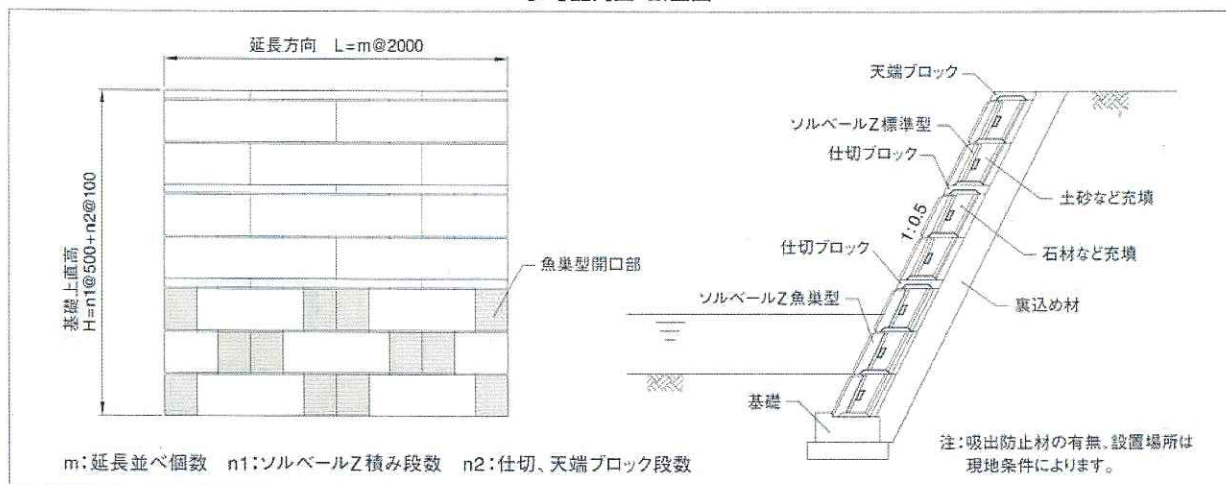 延長方向　L=m@2000
基礎上直高
H=n1@500+n2@100
魚巣型開口部
m:延長並べ個数　n1:ソルベールZ積み段数　n2:仕切、天端ブロック段数
天端ブロック
ソルベールZ標準型
仕切ブロック
1:0.5
土砂など充填
石材など充填
仕切ブロック
ソルベールZ魚巣型
裏込め材
基礎
注:吸出防止材の有無、設置場所は
現地条件によります。